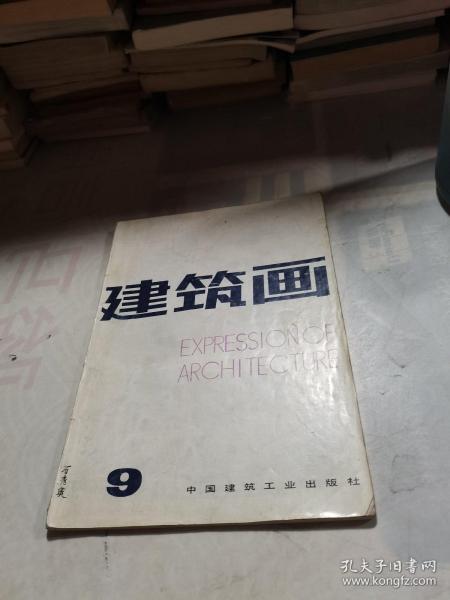 建筑画
EXPRESSION OF
ARCHITECTURE
9
中国建筑工业出版社
孔夫子旧书网
www.kongfz.com